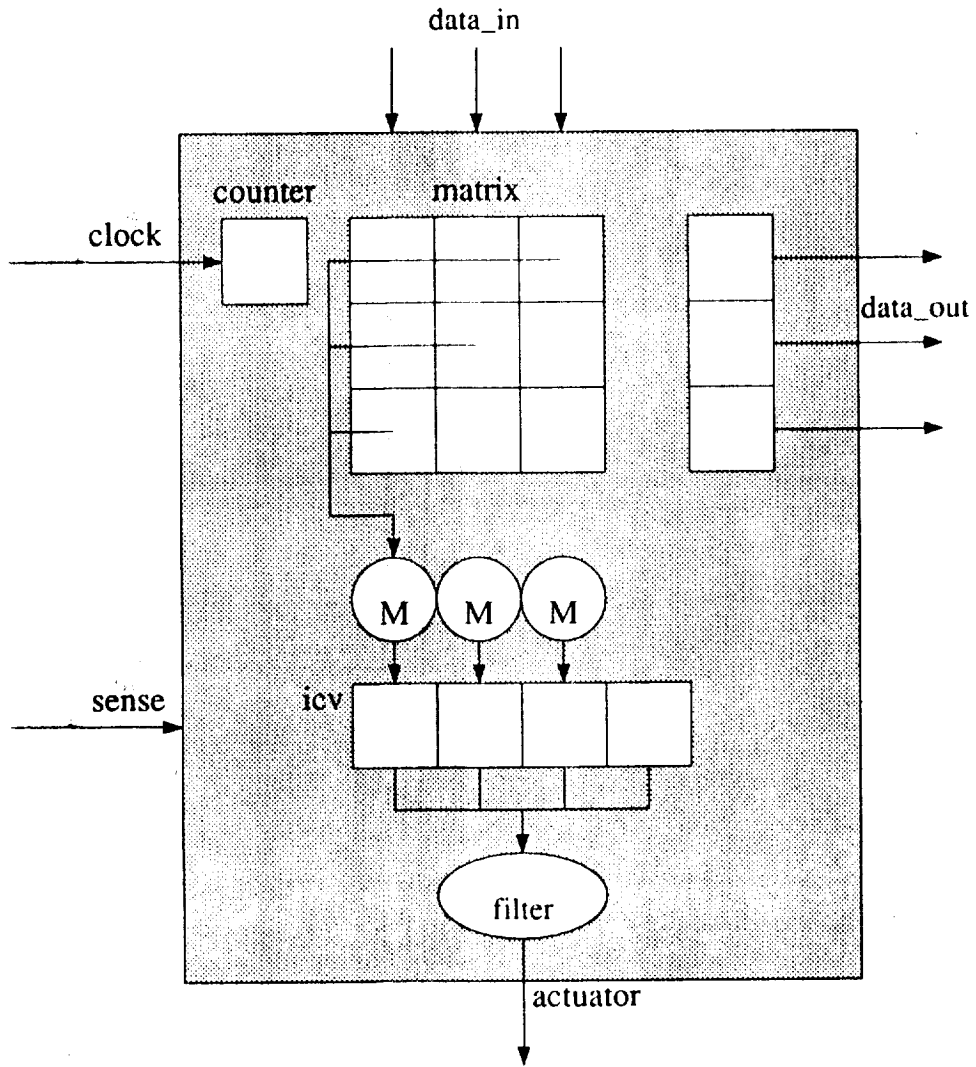 data_in
counter
matrix
clock
data_out
M M M
sense
icv
filter
actuator